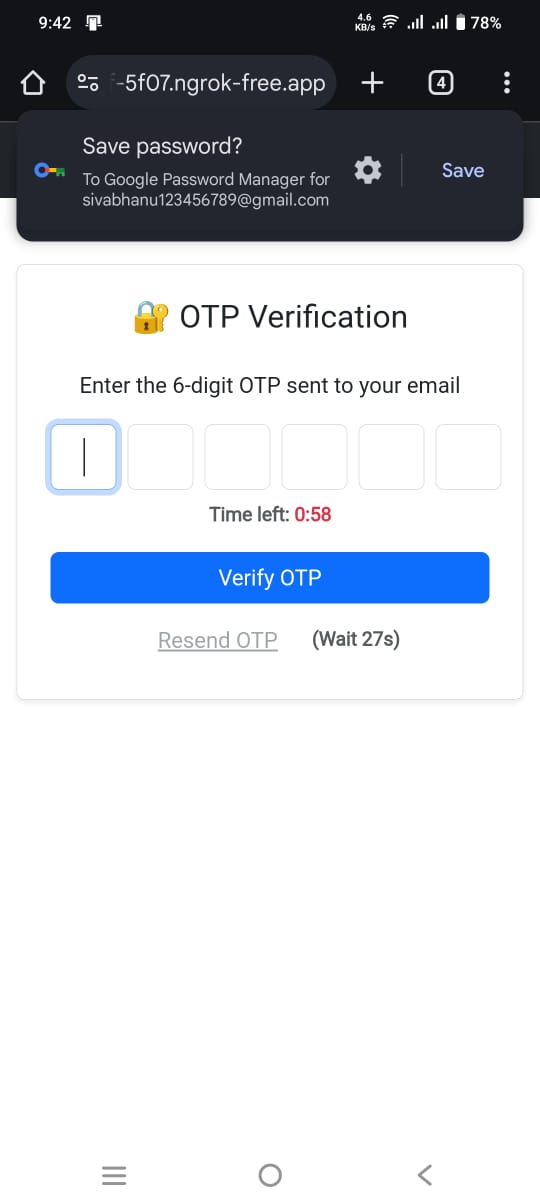 9:42
4.6
KB/s
78%
-5f07.ngrok-free.app
4
Save password?
To Google Password Manager for
sivabhanu123456789@gmail.com
Save
🔐 OTP Verification
Enter the 6-digit OTP sent to your email
Time left: 0:58
Verify OTP
Resend OTP (Wait 27s)